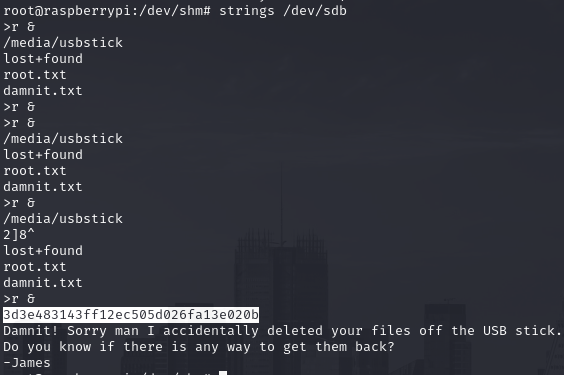 root@raspberrypi:/dev/shm# strings /dev/sdb
>r &
/media/usbstick
lost+found
root.txt
damnit.txt
>r &
>r &
/media/usbstick
lost+found
root.txt
damnit.txt
>r &
/media/usbstick
2]8^
lost+found
root.txt
damnit.txt
>r &
3d3e483143ff12ec505d026fa13e020b
Damnit! Sorry man I accidentally deleted your files off the USB stick.
Do you know if there is any way to get them back?
-James